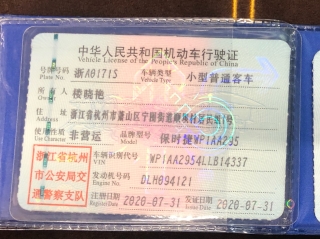 中华人民共和国机动车行驶证
Vehicle License of the People's Republic of China
号牌号码 浙A0171S 车辆类型 小型普通客车
Plate No. Vehicle Type
所有人 楼晓艳
Owner
住址 浙江省杭州市萧山区宁围街道顺坝村
Address
使用性质 非营运 品牌型号 保时捷WP1AA295
Use Character Model
浙江省杭州
市公安局交
通警察支队
车辆识别代号 WP1AA2954LLB14337
VIN
发动机号码 DLH094121
Engine No.
注册日期 2020-07-31 发证日期 2020-07-31
Register Date Issue Date